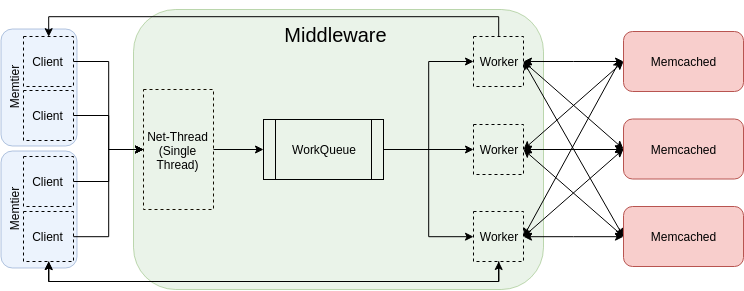 Middleware
Memtier
Client
Client
Memtier
Client
Client
Net-Thread
(Single
Thread)
WorkQueue
Worker
Worker
Worker
Memcached
Memcached
Memcached